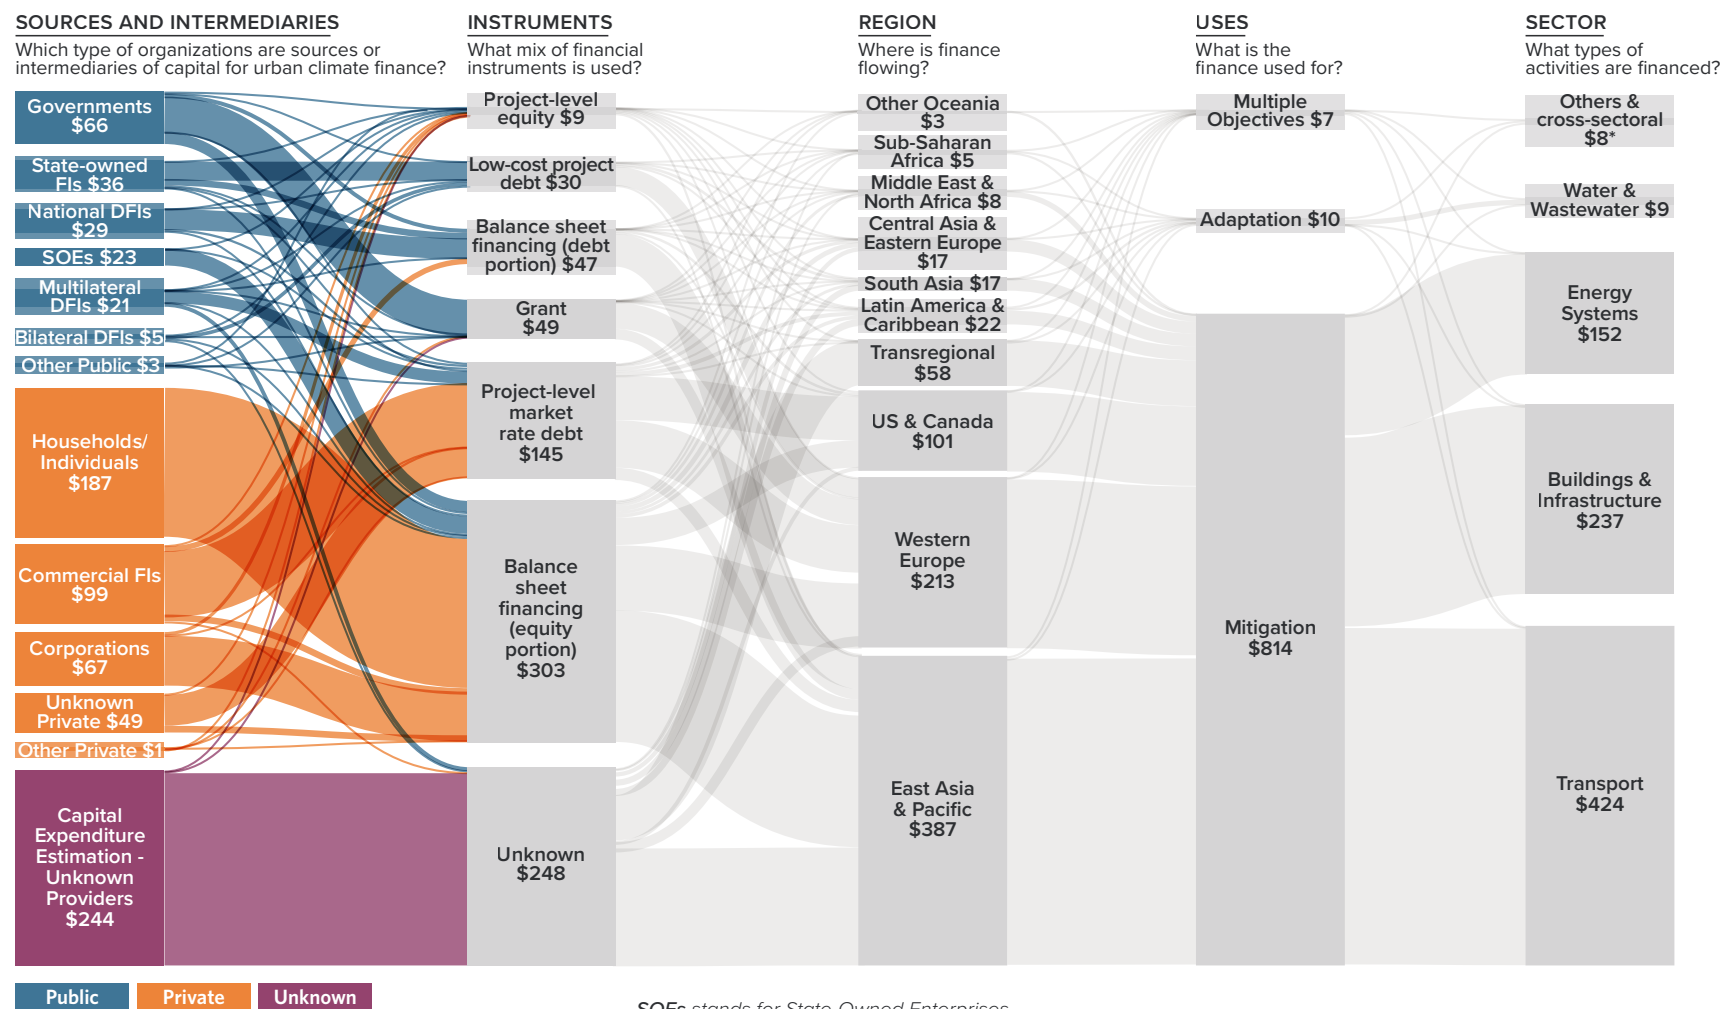 SOURCES AND INTERMEDIARIES
Which type of organizations are sources or
intermediaries of capital for urban climate finance?
Governments
$66
State-owned
FIs $36
National DFIs
$29
SOEs $23
Multilateral
DFIs $21
Bilateral DFIs $5
Other Public $3
Households/
Individuals
$187
Commercial FIs
$99
Corporations
$67
Unknown
Private $49
Other Private $1
Capital
Expenditure
Estimation -
Unknown
Providers
$244
Public
Private
Unknown
INSTRUMENTS
What mix of financial
instruments is used?
Project-level
equity $9
Low-cost project
debt $30
Balance sheet
financing (debt
portion) $47
Grant
$49
Project-level
market
rate debt
$145
Balance
sheet
financing
(equity
portion)
$303
Unknown
$248
REGION
Where is finance
flowing?
Other Oceania
$3
Sub-Saharan
Africa $5
Middle East &
North Africa $8
Central Asia &
Eastern Europe
$17
South Asia $17
Latin America &
Caribbean $22
Transregional
$58
US & Canada
$101
Western
Europe
$213
East Asia
& Pacific
$387
USES
What is the
finance used for?
Multiple
Objectives $7
Adaptation $10
Mitigation
$814
SECTOR
What types of
activities are financed?
Others &
cross-sectoral
$8*
Water &
Wastewater $9
Energy
Systems
$152
Buildings &
Infrastructure
$237
Transport
$424
SOEs stands for State-Owned Enterprises